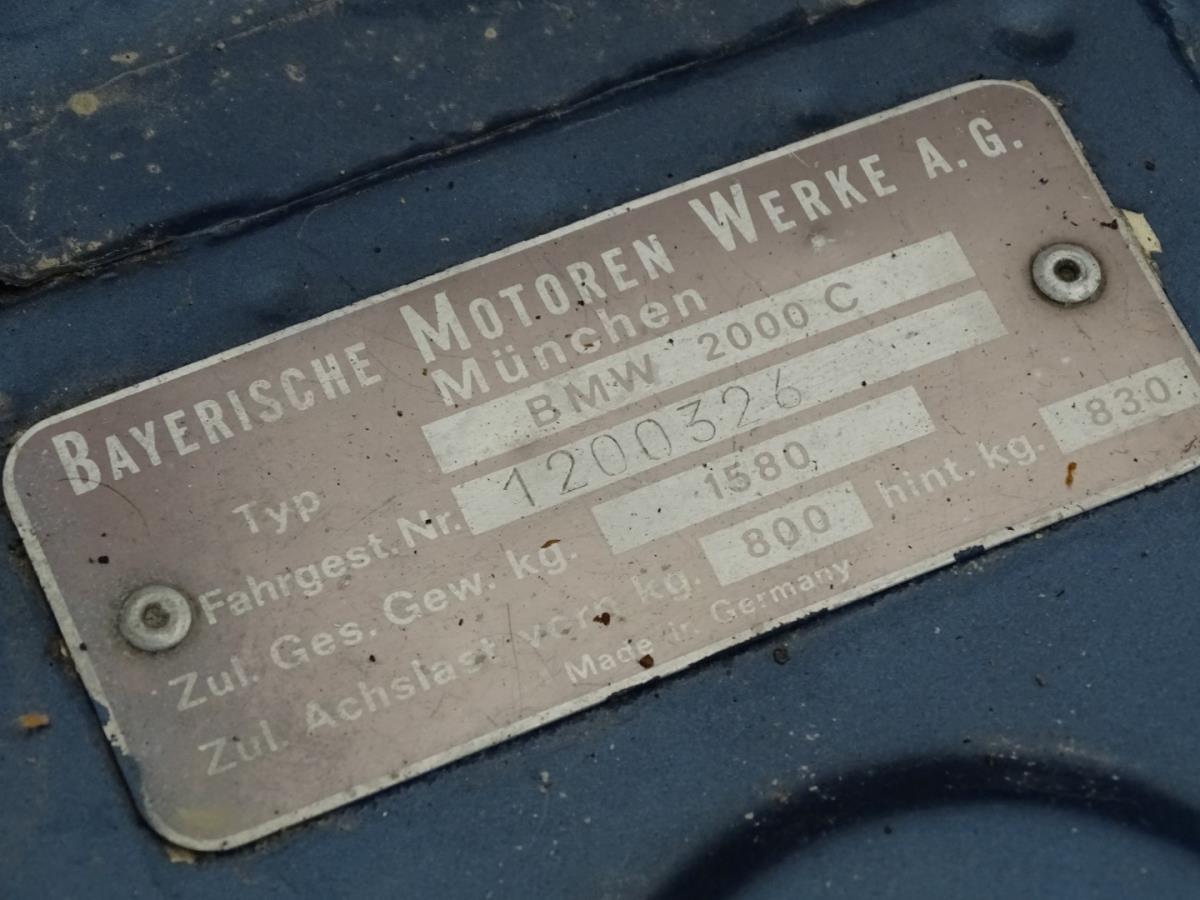 BAYERISCHE MOTOREN WERKE A.G.
München
Typ BMW 2000 C
Fahrgest. Nr. 1200326
Zul. Ges. Gew. kg. 1580
Zul. Achslast vorn kg. 800 hint. kg. 830
Made in Germany